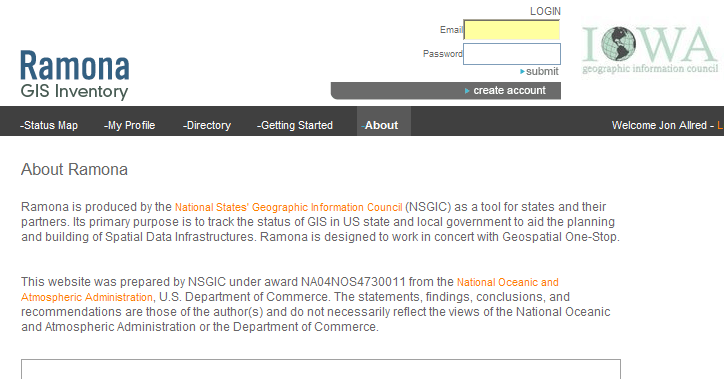 LOGIN
Email
Password
submit
create account
Ramona
GIS Inventory
IOWA
geographic information council
-Status Map -My Profile -Directory -Getting Started -About Welcome Jon Allred - L
About Ramona
Ramona is produced by the National States' Geographic Information Council (NSGIC) as a tool for states and their
partners. Its primary purpose is to track the status of GIS in US state and local government to aid the planning
and building of Spatial Data Infrastructures. Ramona is designed to work in concert with Geospatial One-Stop.
This website was prepared by NSGIC under award NA04NOS4730011 from the National Oceanic and
Atmospheric Administration, U.S. Department of Commerce. The statements, findings, conclusions, and
recommendations are those of the author(s) and do not necessarily reflect the views of the National Oceanic
and Atmospheric Administration or the Department of Commerce.